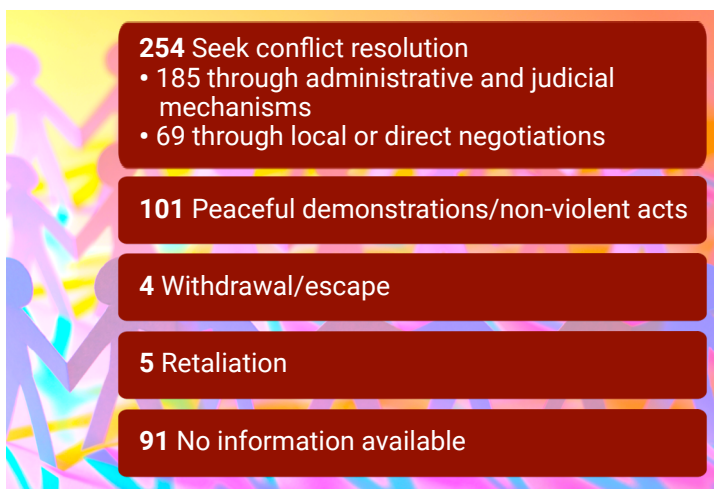 254 Seek conflict resolution
• 185 through administrative and judicial
mechanisms
• 69 through local or direct negotiations
101 Peaceful demonstrations/non-violent acts
4 Withdrawal/escape
5 Retaliation
91 No information available